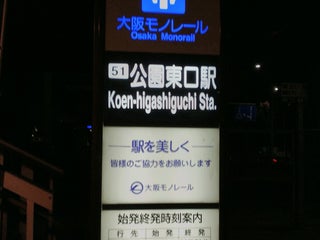 大阪モノレール
Osaka Monorail
51 公園東口駅
Koen-higashiguchi Sta.
駅を美しく
皆様のご協力をお願いします
大阪モノレール
始発終発時刻案内
行先 始発 終発